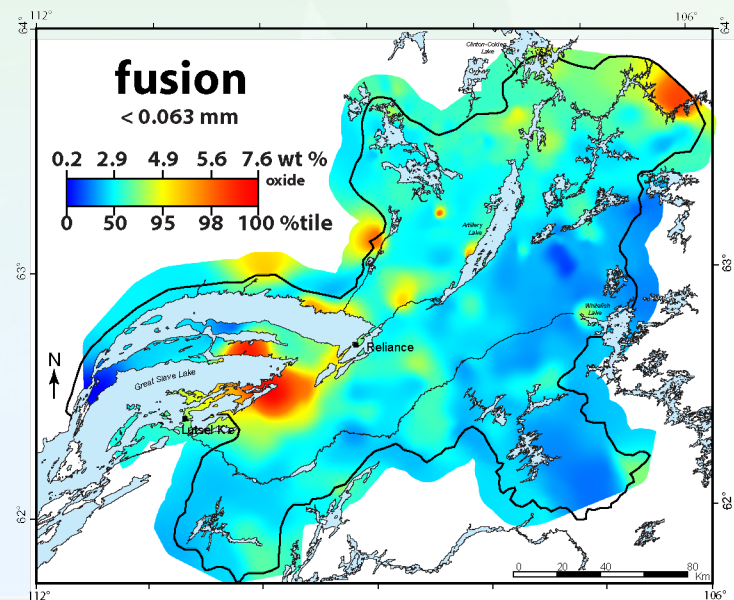 112°
106°
64°
64°
Clinton-Colden
Lake
fusion
< 0.063 mm
0.2 2.9 4.9 5.6 7.6 wt %
oxide
0 50 95 98 100 %tile
Artillery
Lake
63°
63°
Whitefish
Lake
Reliance
N
Great Slave Lake
Lutsel K'e
62°
62°
0 20 40 80
Km
112°
106°